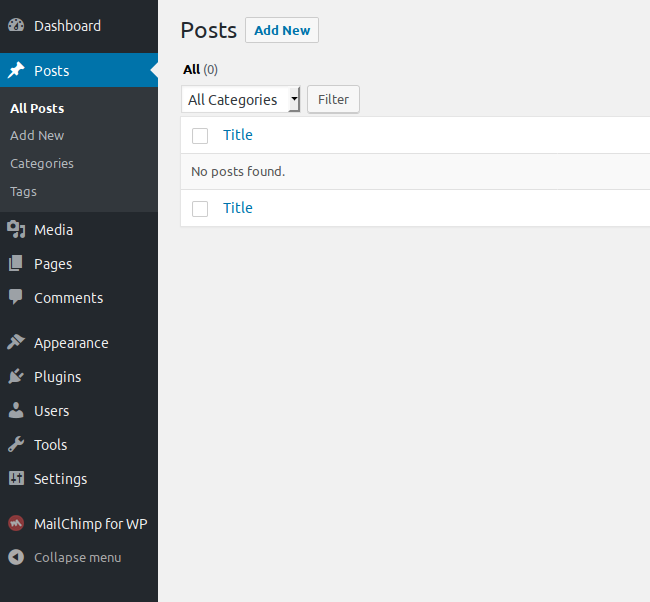 Dashboard
Posts
All Posts
Add New
Categories
Tags
Media
Pages
Comments
Appearance
Plugins
Users
Tools
Settings
MailChimp for WP
Collapse menu
Posts Add New
All (0)
All Categories Filter
Title
No posts found.
Title